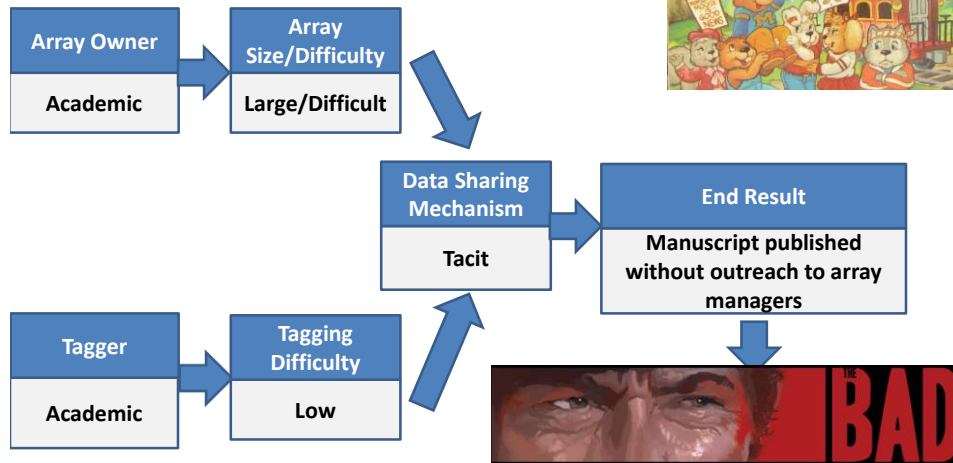 Array Owner
Academic
Array
Size/Difficulty
Large/Difficult
Data Sharing
Mechanism
Tacit
End Result
Manuscript published
without outreach to array
managers
Tagger
Academic
Tagging
Difficulty
Low
THE
BAD